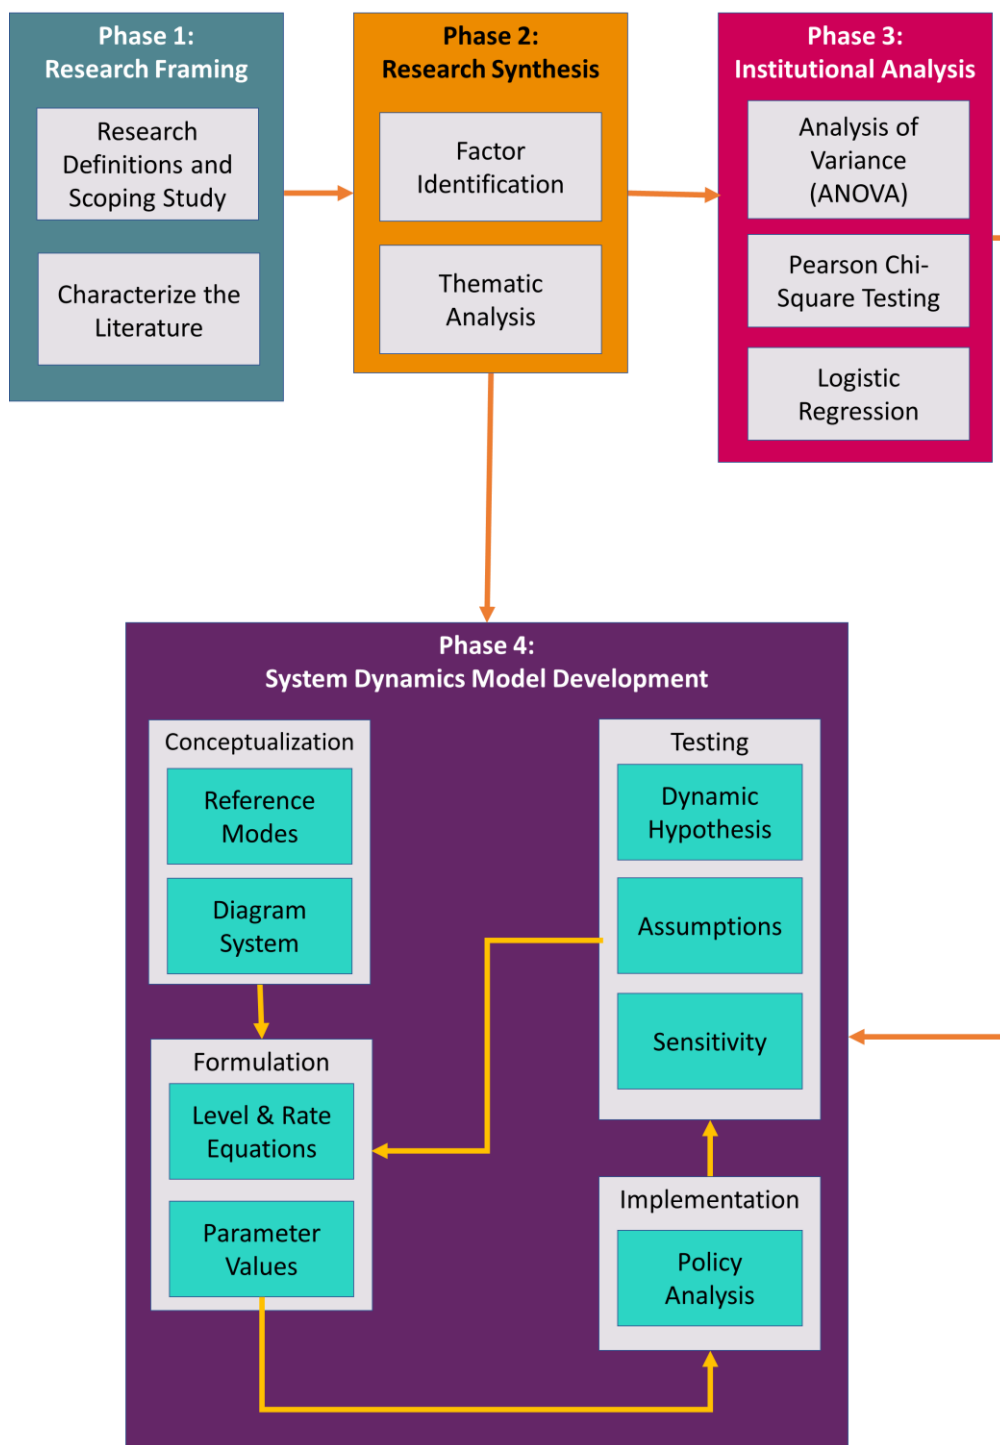 Phase 1:
Research Framing
Research
Definitions and
Scoping Study
Characterize the
Literature
Phase 2:
Research Synthesis
Factor
Identification
Thematic
Analysis
Phase 3:
Institutional Analysis
Analysis of
Variance
(ANOVA)
Pearson Chi-
Square Testing
Logistic
Regression
Phase 4:
System Dynamics Model Development
Conceptualization
Reference
Modes
Diagram
System
Formulation
Level & Rate
Equations
Parameter
Values
Testing
Dynamic
Hypothesis
Assumptions
Sensitivity
Implementation
Policy
Analysis